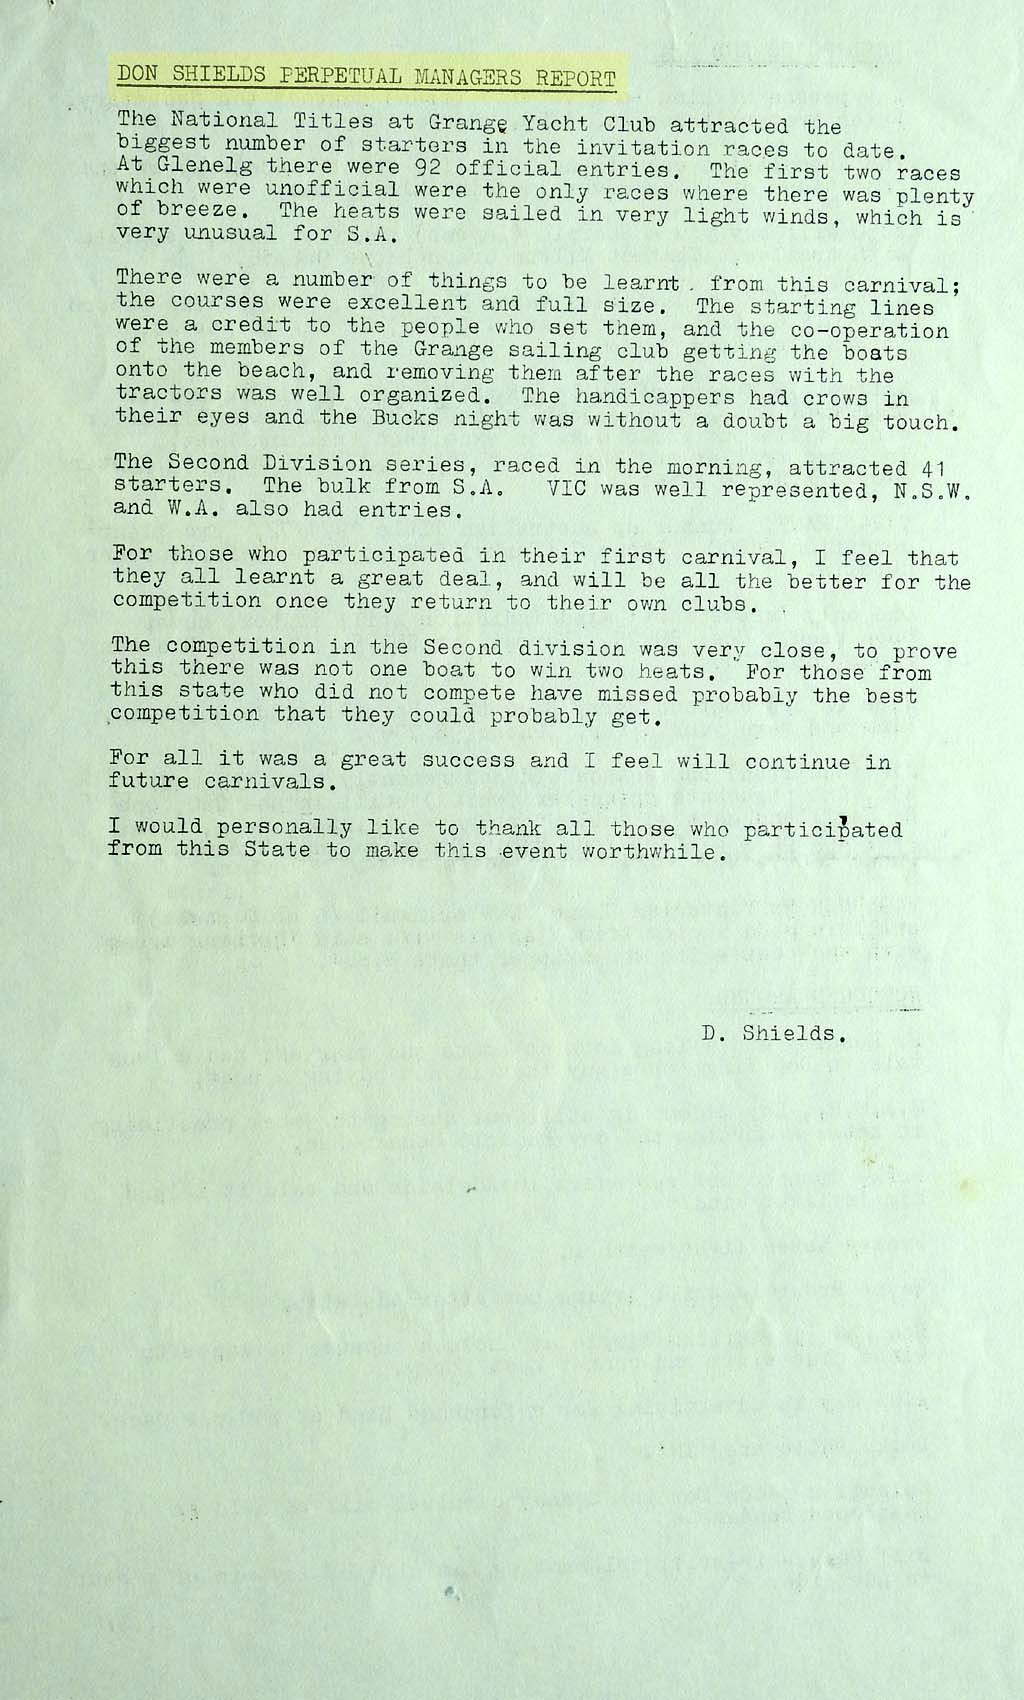 DON SHIELDS PERPETUAL MANAGERS REPORT
The National Titles at Grange Yacht Club attracted the
biggest number of starters in the invitation races to date.
At Glenelg there were 92 official entries. The first two races
which were unofficial were the only races where there was plenty
of breeze. The heats were sailed in very light winds, which is
very unusual for S.A.
There were a number of things to be learnt. from this carnival;
the courses were excellent and full size. The starting lines
were a credit to the people who set them, and the co-operation
of the members of the Grange sailing club getting the boats
onto the beach, and removing them after the races with the
tractors was well organized. The handicappers had crows in
their eyes and the Bucks night was without a doubt a big touch.
The Second Division series, raced in the morning, attracted 41
starters. The bulk from S.A. VIC was well represented, N.S.W.
and W.A. also had entries.
For those who participated in their first carnival, I feel that
they all learnt a great deal, and will be all the better for the
competition once they return to their own clubs.
The competition in the Second division was very close, to prove
this there was not one boat to win two heats. For those from
this state who did not compete have missed probably the best
competition that they could probably get.
For all it was a great success and I feel will continue in
future carnivals.
I would personally like to thank all those who participated
from this State to make this event worthwhile.
D. Shields.